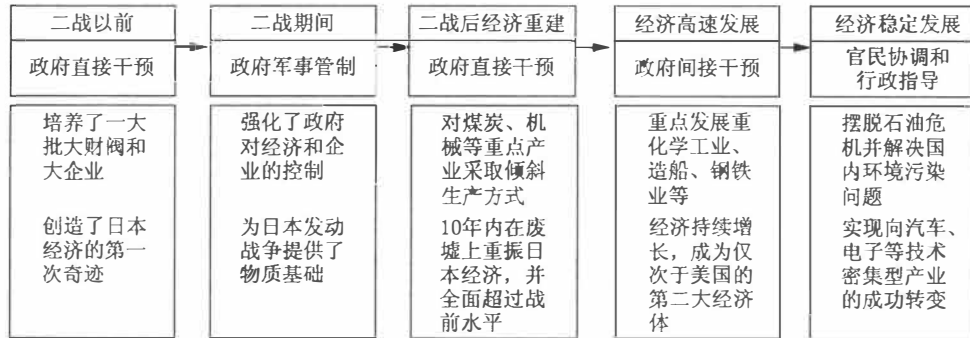 二战以前
政府直接干预
培养了一大
批大财阀和
大企业
创造了日本
经济的第一
次奇迹
二战期间
政府军事管制
强化了政府
对经济和企
业的控制
为日本发动
战争提供了
物质基础
二战后经济重建
政府直接干预
对煤炭、机
械等重点产
业采取倾斜
生产方式
10年内在废
墟上重振日
本经济，并
全面超过战
前水平
经济高速发展
政府间接干预
重点发展重
化学工业、
造船、钢铁
业等
经济持续增
长，成为仅
次于美国的
第二大经济
体
经济稳定发展
官民协调和
行政指导
摆脱石油危
机并解决国
内环境污染
问题
实现向汽车、
电子等技术
密集型产业
的成功转变